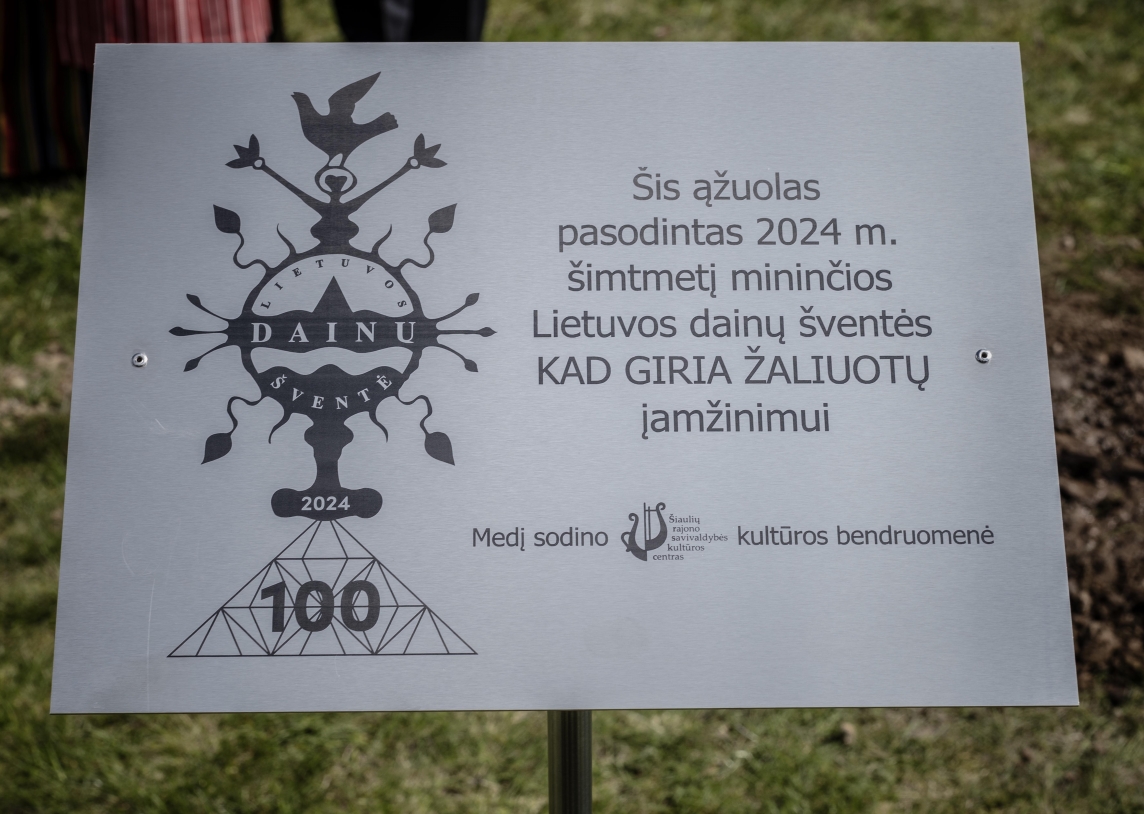 LIETUVOS
DAINŲ
ŠVENTĖ
2024
100
Šis ąžuolas
pasodintas 2024 m.
šimtmetį mininčios
Lietuvos dainų šventės
KAD GIRIA ŽALIUOTŲ
įamžinimui
Medį sodino
Šiaulių
rajono
savivaldybės
kultūros
centras
kultūros bendruomenė